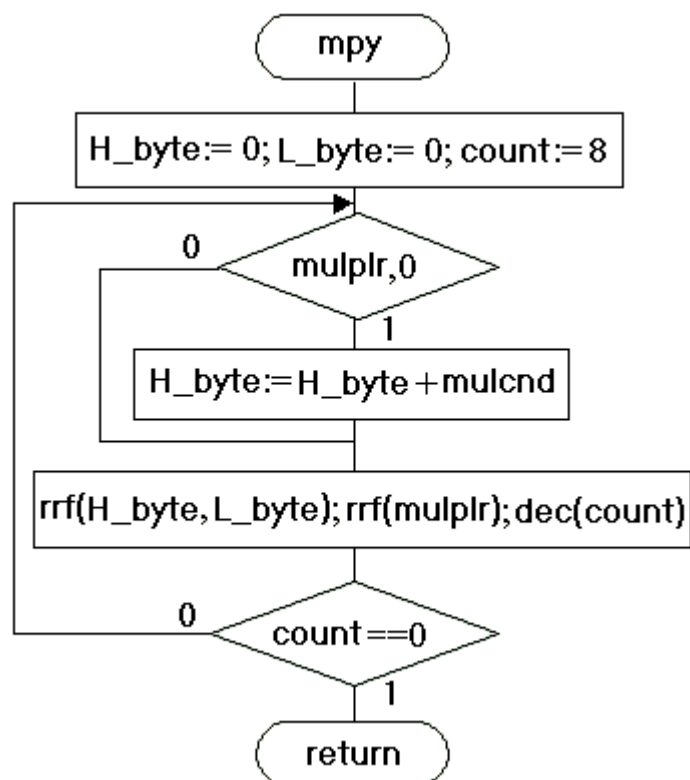 mpy
H_byte:= 0; L_byte:= 0; count:= 8
0
mulplr,0
1
H_byte:= H_byte + mulcnd
rrf(H_byte, L_byte); rrf(mulplr); dec(count)
0
count==0
1
return